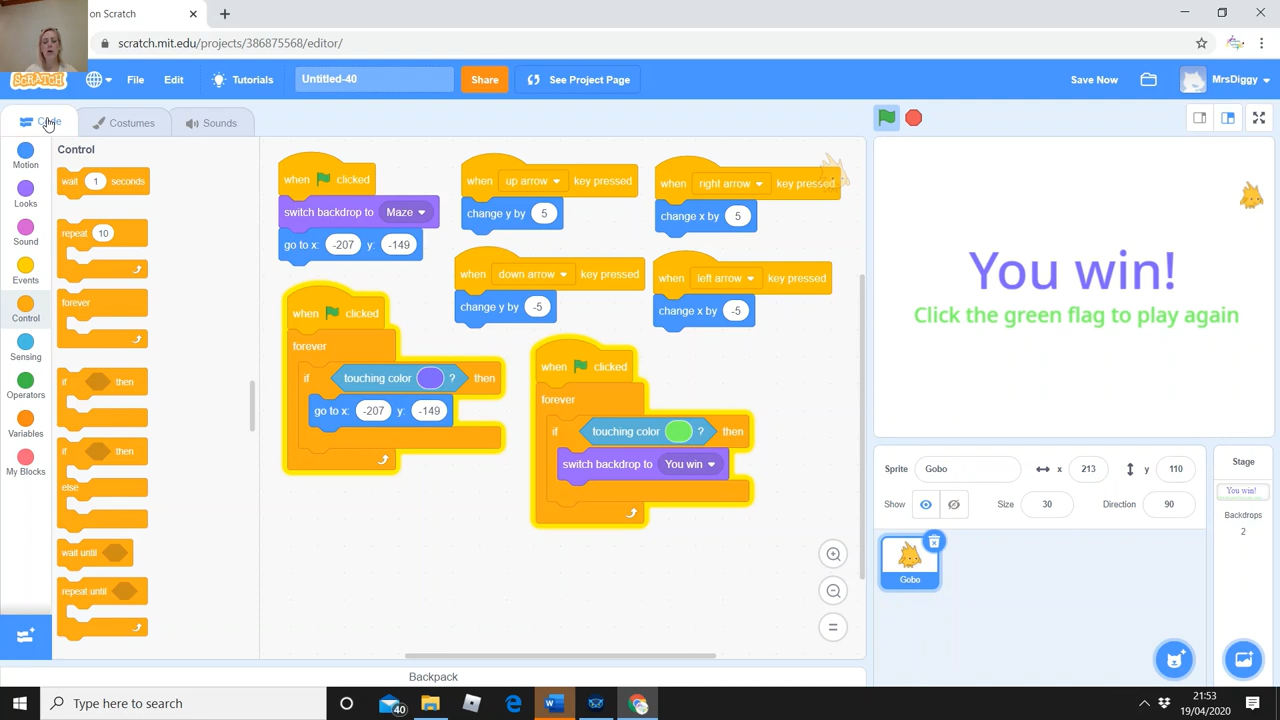 on Scratch
scratch.mit.edu/projects/386875568/editor/
SCRATCH File Edit Tutorials Untitled-40 Share See Project Page Save Now MrsDiggy
Code Costumes Sounds
Motion
Looks
Sound
Events
Control
Sensing
Operators
Variables
My Blocks
Control
wait 1 seconds
repeat 10
forever
if then
if then
else
wait until
repeat until
when clicked
switch backdrop to Maze
go to x: -207 y: -149
when up arrow key pressed
change y by 5
when right arrow key pressed
change x by 5
when down arrow key pressed
change y by -5
when left arrow key pressed
change x by -5
when clicked
forever
if touching color ? then
go to x: -207 y: -149
when clicked
forever
if touching color ? then
switch backdrop to You win
Backpack
You win!
Click the green flag to play again
Sprite Gobo x 213 y 110
Show Size 30 Direction 90
Gobo
Stage
You win!
Backdrops
2
Type here to search
40
21:53
19/04/2020